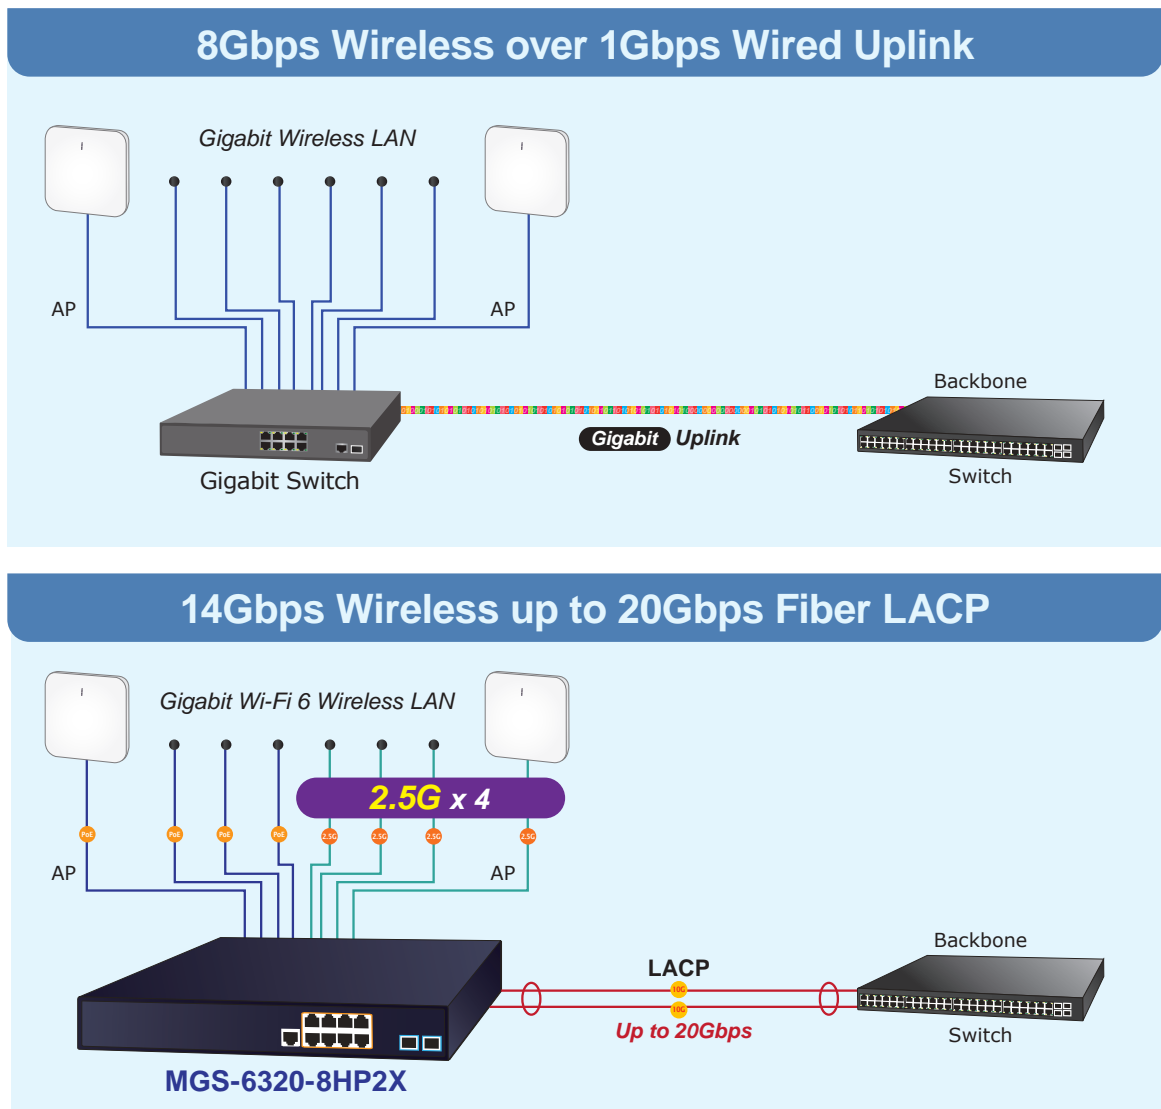 8Gbps Wireless over 1Gbps Wired Uplink
Gigabit Wireless LAN
AP
AP
Backbone
Gigabit Uplink
Switch
Gigabit Switch
14Gbps Wireless up to 20Gbps Fiber LACP
Gigabit Wi-Fi 6 Wireless LAN
2.5G x 4
PoE PoE PoE PoE 2.5G 2.5G 2.5G 2.5G
AP
AP
Backbone
LACP
10G
10G
Up to 20Gbps
Switch
MGS-6320-8HP2X